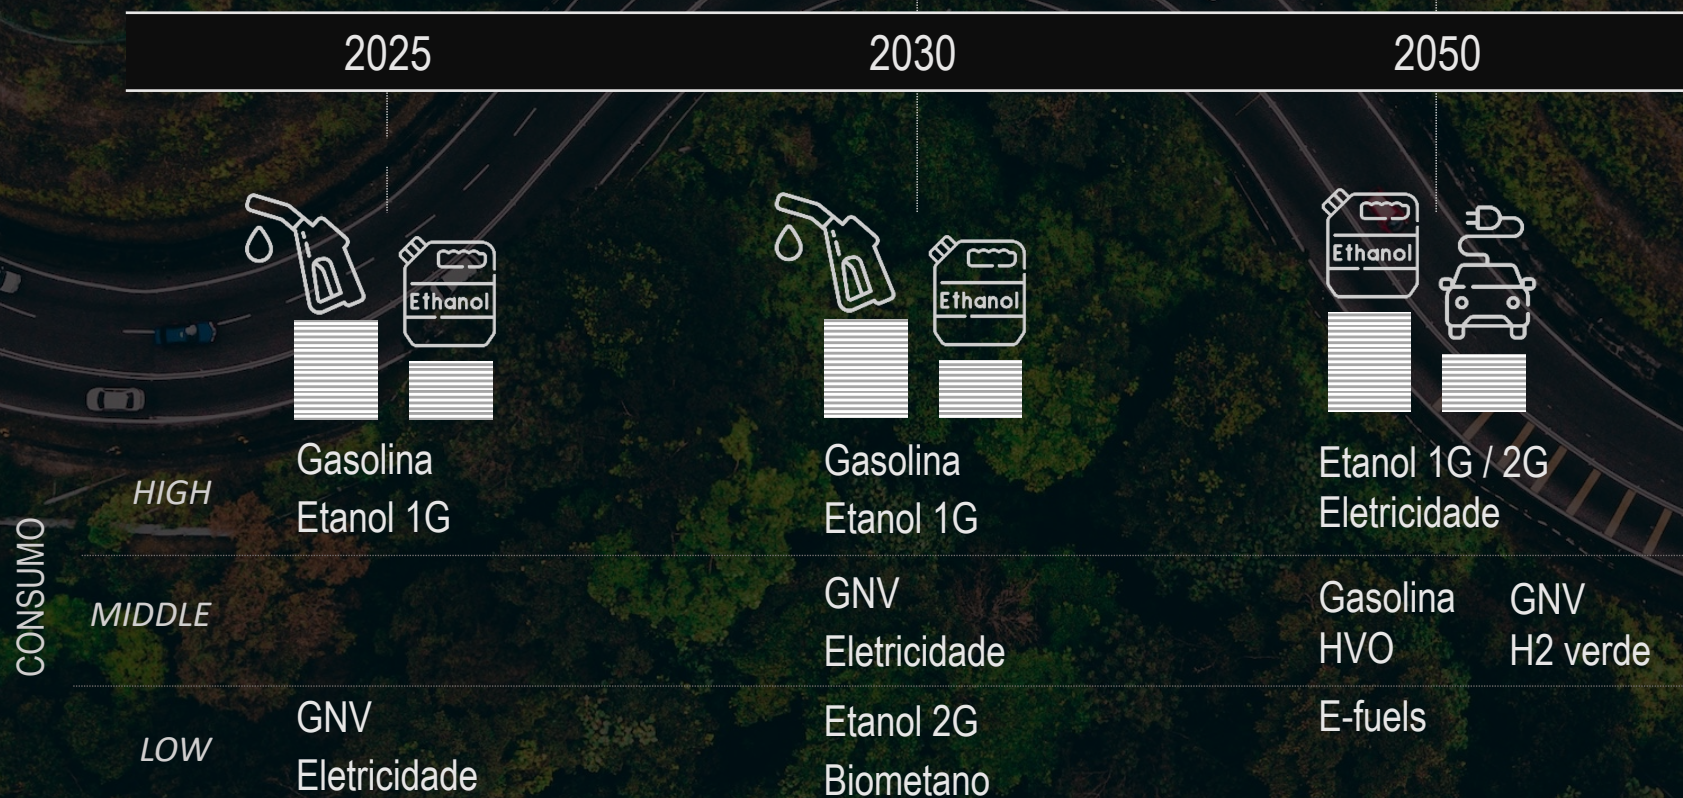 2025
2030
2050
Ethanol
Ethanol
Ethanol
CONSUMO
HIGH
Gasolina
Etanol 1G
Gasolina
Etanol 1G
Etanol 1G / 2G
Eletricidade
MIDDLE
GNV
Eletricidade
Gasolina
HVO
GNV
H2 verde
LOW
GNV
Eletricidade
Etanol 2G
Biometano
E-fuels